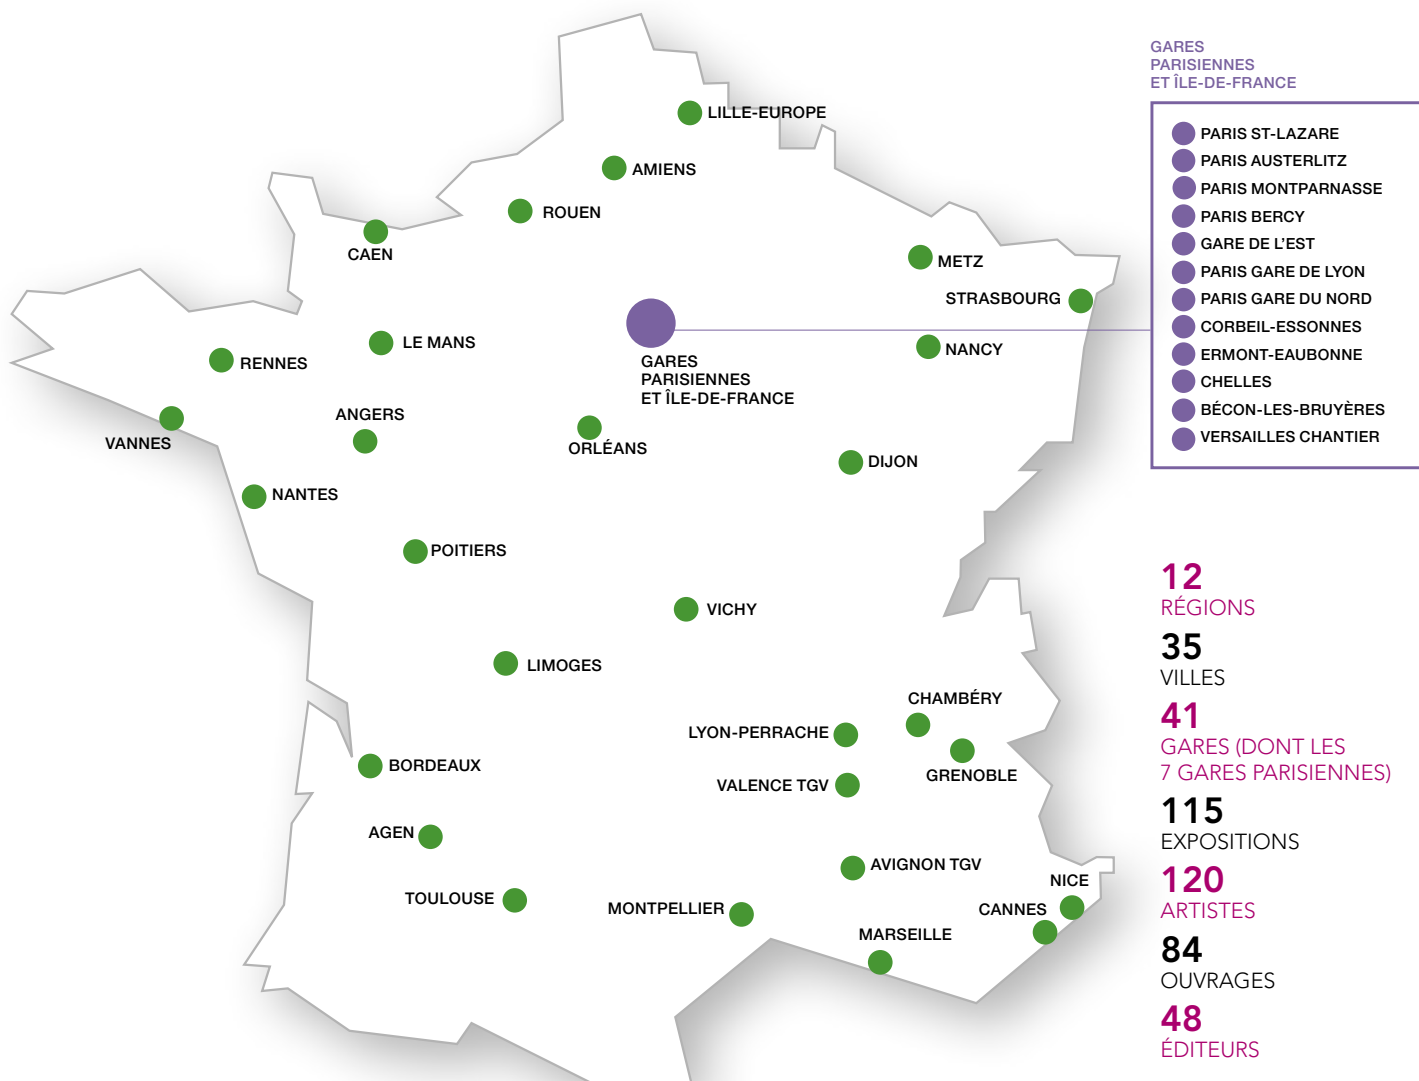 LILLE-EUROPE
AMIENS
ROUEN
CAEN
METZ
STRASBOURG
NANCY
LE MANS
RENNES
GARES
PARISIENNES
ET ÎLE-DE-FRANCE
ANGERS
VANNES
ORLÉANS
DIJON
NANTES
POITIERS
VICHY
LIMOGES
CHAMBÉRY
LYON-PERRACHE
GRENOBLE
BORDEAUX
VALENCE TGV
AGEN
AVIGNON TGV
NICE
TOULOUSE
MONTPELLIER
CANNES
MARSEILLE
GARES
PARISIENNES
ET ÎLE-DE-FRANCE
PARIS ST-LAZARE
PARIS AUSTERLITZ
PARIS MONTPARNASSE
PARIS BERCY
GARE DE L’EST
PARIS GARE DE LYON
PARIS GARE DU NORD
CORBEIL-ESSONNES
ERMONT-EAUBONNE
CHELLES
BÉCON-LES-BRUYÈRES
VERSAILLES CHANTIER
12
RÉGIONS
35
VILLES
41
GARES (DONT LES
7 GARES PARISIENNES)
115
EXPOSITIONS
120
ARTISTES
84
OUVRAGES
48
ÉDITEURS